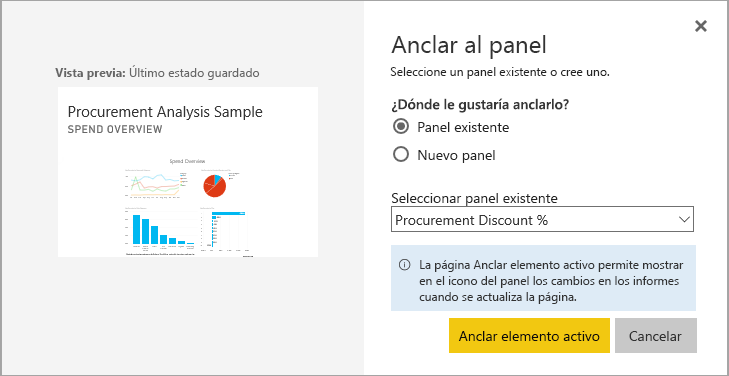 Anclar al panel
Seleccione un panel existente o cree uno.
Vista previa: Último estado guardado
Procurement Analysis Sample
SPEND OVERVIEW
Spend Overview
¿Dónde le gustaría anclarlo?
Panel existente
Nuevo panel
Seleccionar panel existente
Procurement Discount %
La página Anclar elemento activo permite mostrar
en el icono del panel los cambios en los informes
cuando se actualiza la página.
Anclar elemento activo
Cancelar